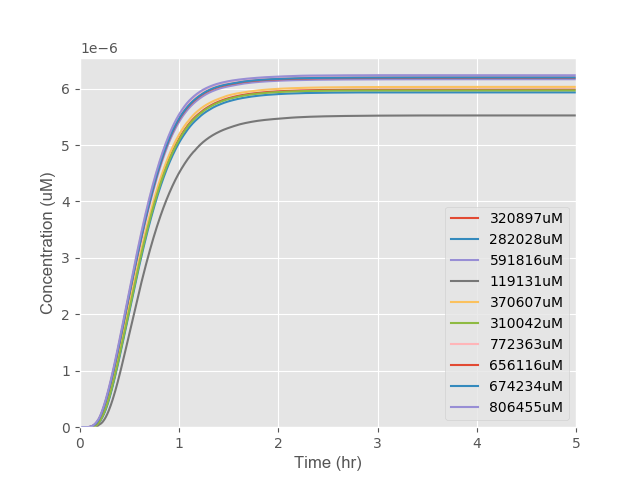 1e−6
6
5
4
3
2
1
0
Concentration (uM)
0 1 2 3 4 5
Time (hr)
320897uM
282028uM
591816uM
119131uM
370607uM
310042uM
772363uM
656116uM
674234uM
806455uM